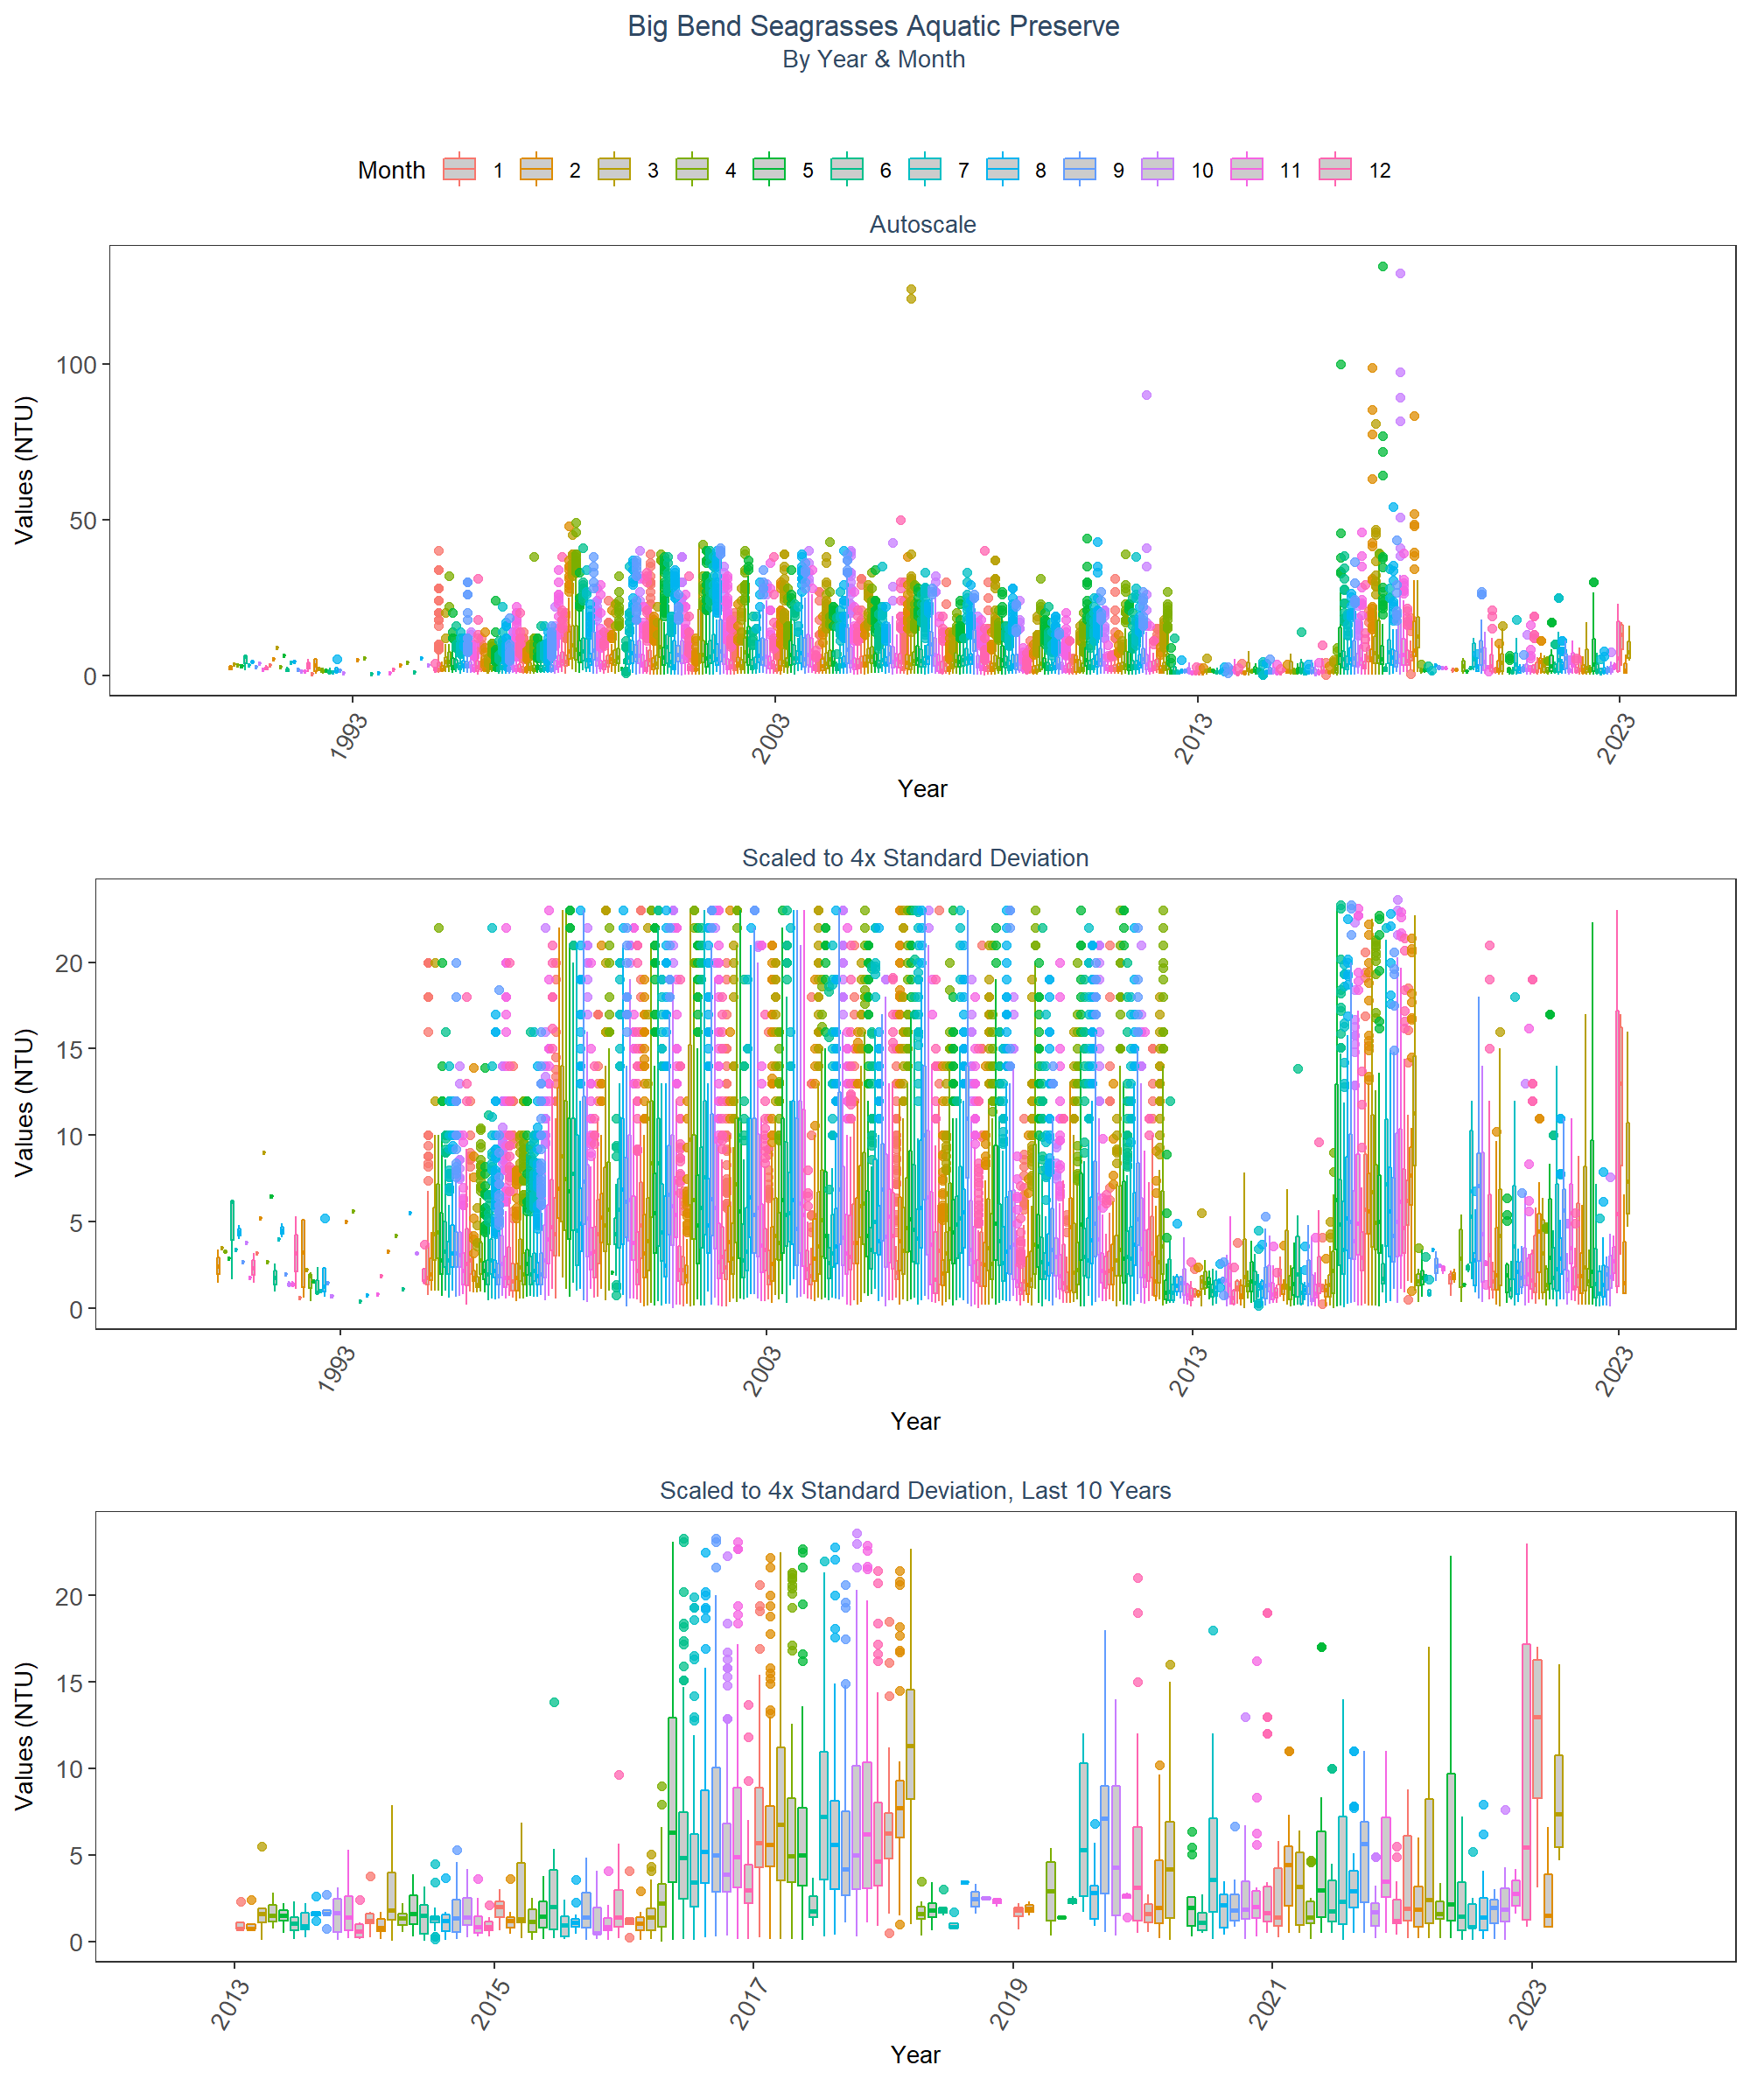 Big Bend Seagrasses Aquatic Preserve
By Year & Month
Month 1 2 3 4 5 6 7 8 9 10 11 12
Autoscale
Values (NTU)
100
50
0
1993 2003 2013 2023
Year
Scaled to 4x Standard Deviation
Values (NTU)
20
15
10
5
0
1993 2003 2013 2023
Year
Scaled to 4x Standard Deviation, Last 10 Years
Values (NTU)
20
15
10
5
0
2013 2015 2017 2019 2021 2023
Year